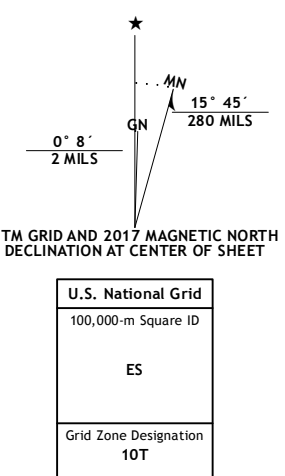 ★
MN
GN
15° 45´
280 MILS
0° 8´
2 MILS
TM GRID AND 2017 MAGNETIC NORTH
DECLINATION AT CENTER OF SHEET
U.S. National Grid
100,000-m Square ID
ES
Grid Zone Designation
10T